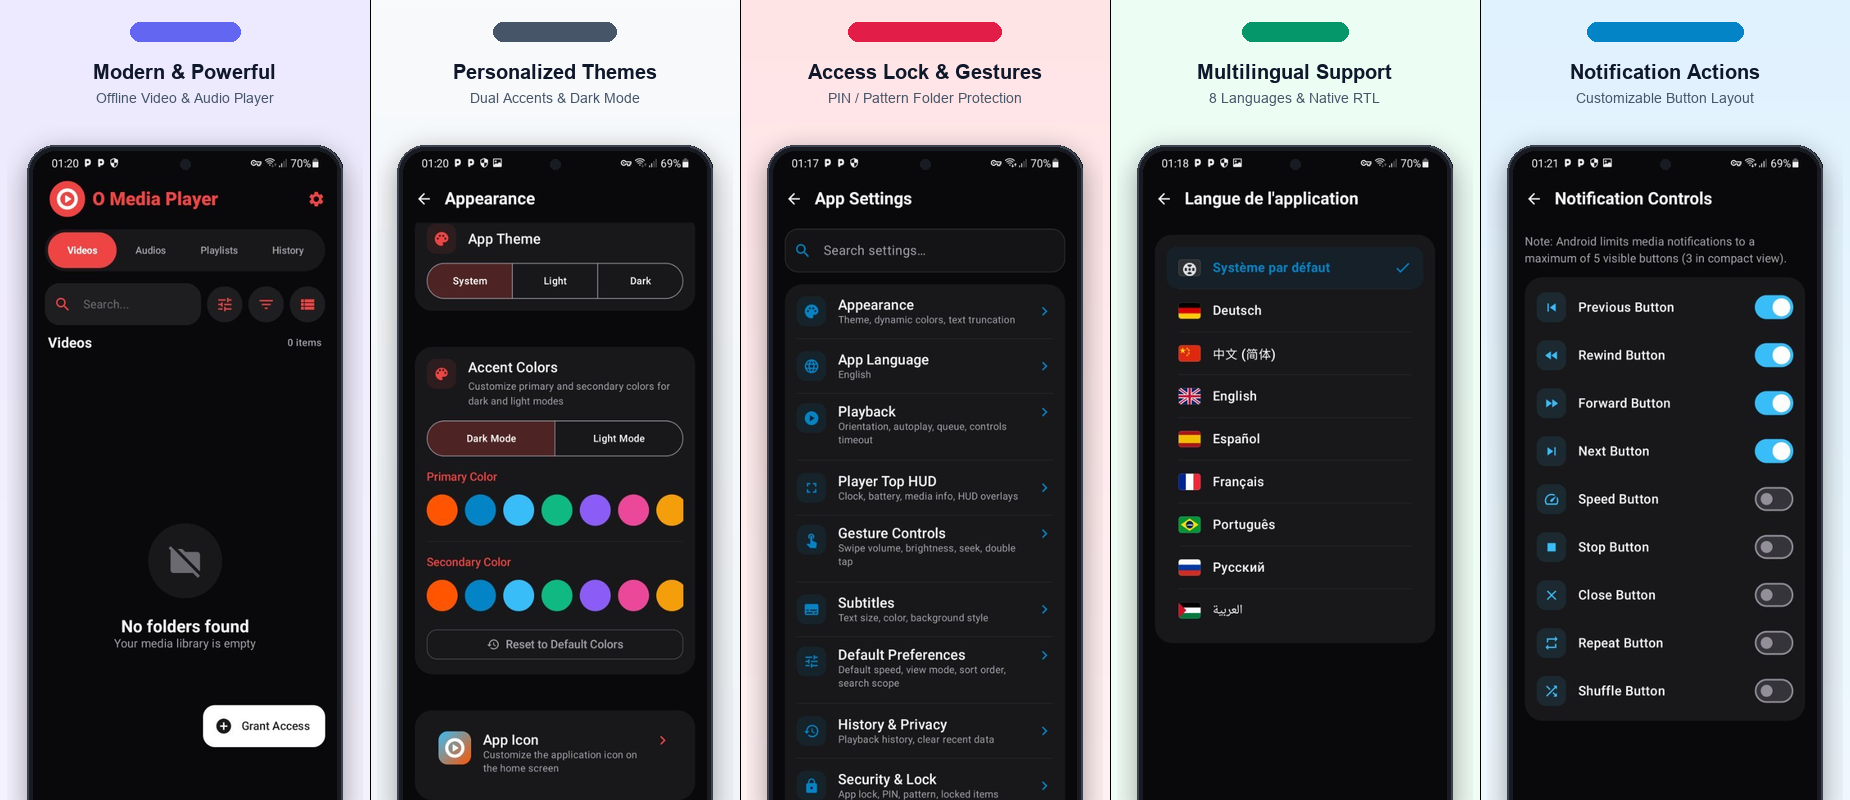 Modern & Powerful
Offline Video & Audio Player
01:20 P P 70%
O Media Player
Videos Audios Playlists History
Search...
Videos 0 items
No folders found
Your media library is empty
Grant Access
Personalized Themes
Dual Accents & Dark Mode
01:20 P P 69%
Appearance
App Theme
System Light Dark
Accent Colors
Customize primary and secondary colors for
dark and light modes
Dark Mode Light Mode
Primary Color
Secondary Color
Reset to Default Colors
App Icon
Customize the application icon on
the home screen
Access Lock & Gestures
PIN / Pattern Folder Protection
01:17 P P 70%
App Settings
Search settings...
Appearance
Theme, dynamic colors, text truncation
App Language
English
Playback
Orientation, autoplay, queue, controls
timeout
Player Top HUD
Clock, battery, media info, HUD overlays
Gesture Controls
Swipe volume, brightness, seek, double
tap
Subtitles
Text size, color, background style
Default Preferences
Default speed, view mode, sort order,
search scope
History & Privacy
Playback history, clear recent data
Security & Lock
App lock, PIN, pattern, locked items
Multilingual Support
8 Languages & Native RTL
01:18 P P 70%
Langue de l'application
Système par défaut
Deutsch
中文 (简体)
English
Español
Français
Português
Русский
العربية
Notification Actions
Customizable Button Layout
01:21 P P 69%
Notification Controls
Note: Android limits media notifications to a
maximum of 5 visible buttons (3 in compact view).
Previous Button
Rewind Button
Forward Button
Next Button
Speed Button
Stop Button
Close Button
Repeat Button
Shuffle Button